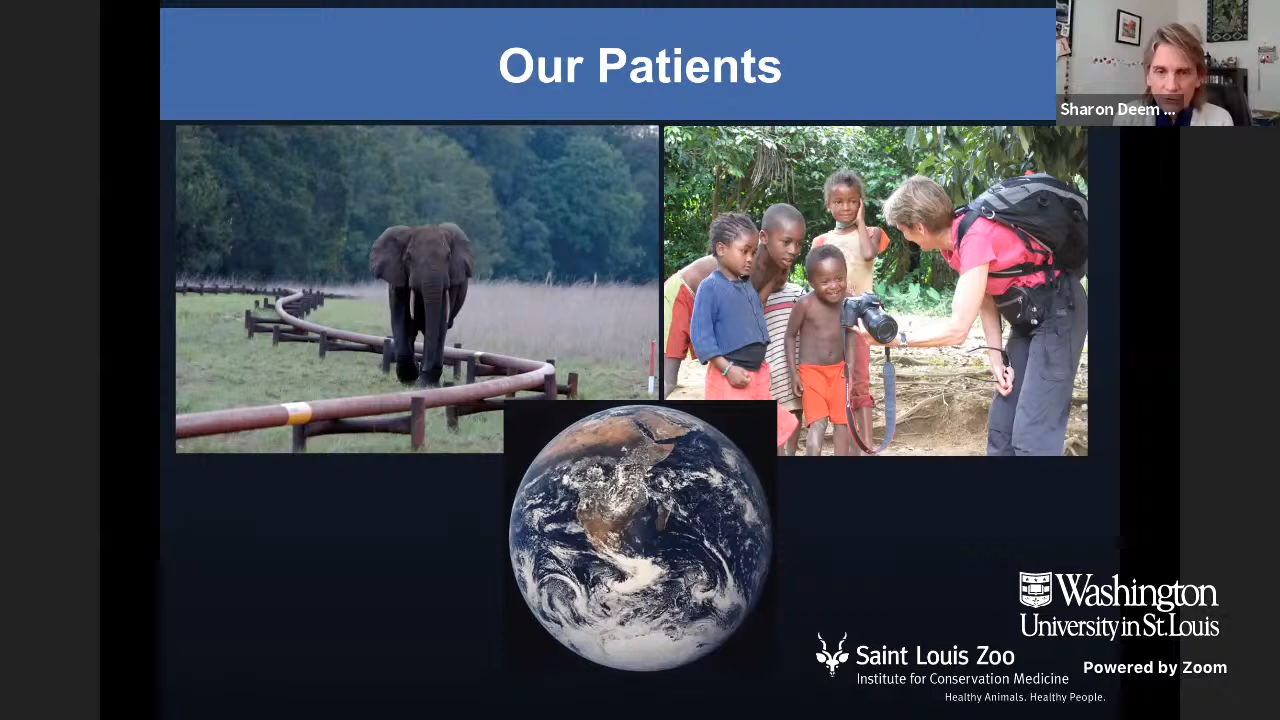 Our Patients
Sharon Deem ...
Washington
University in St. Louis
Saint Louis Zoo
Institute for Conservation Medicine
Healthy Animals. Healthy People.
Powered by Zoom